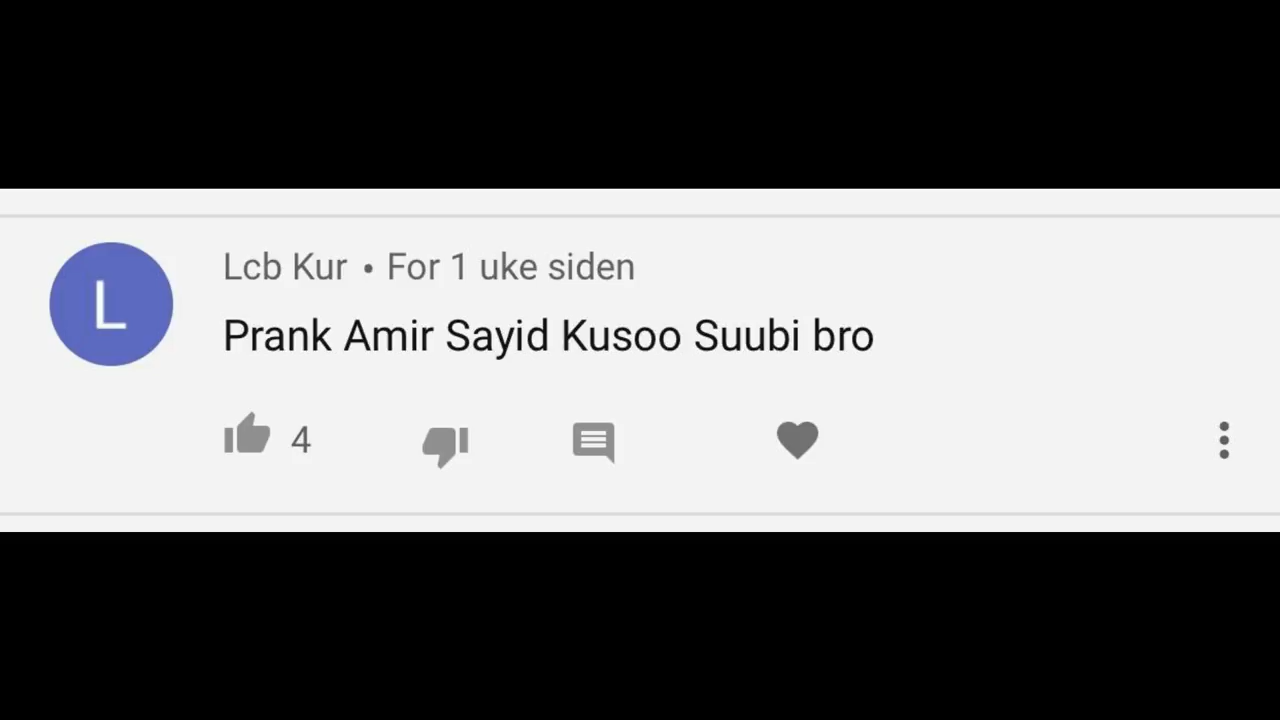 L
Lcb Kur • For 1 uke siden
Prank Amir Sayid Kusoo Suubi bro
4